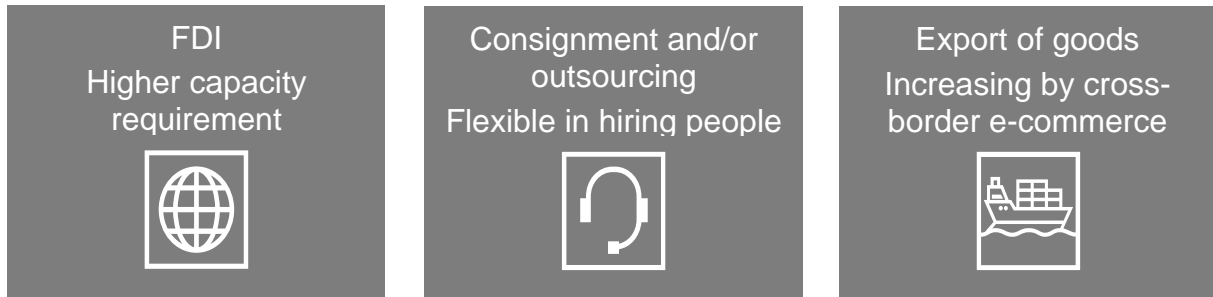 FDI
Higher capacity
requirement
Consignment and/or
outsourcing
Flexible in hiring people
Export of goods
Increasing by cross-
border e-commerce